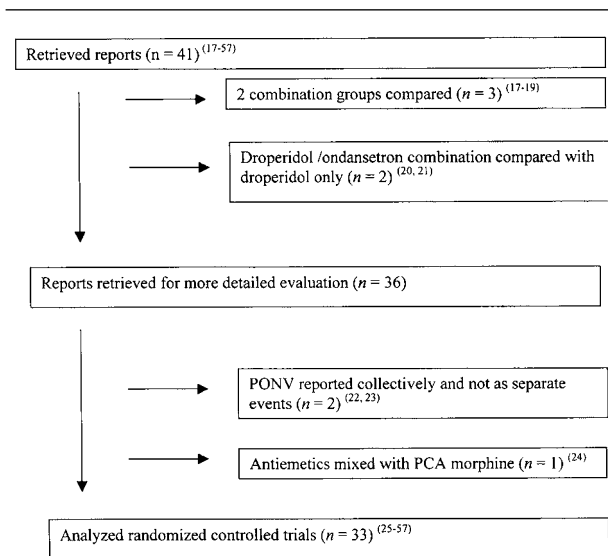 Retrieved reports (n = 41)(17-57)
2 combination groups compared (n = 3) (17-19)
Droperidol /ondansetron combination compared with
droperidol only (n = 2) (20, 21)
Reports retrieved for more detailed evaluation (n = 36)
PONV reported collectively and not as separate
events (n = 2) (22, 23)
Antiemetics mixed with PCA morphine (n = 1) (24)
Analyzed randomized controlled trials (n = 33)(25-57)